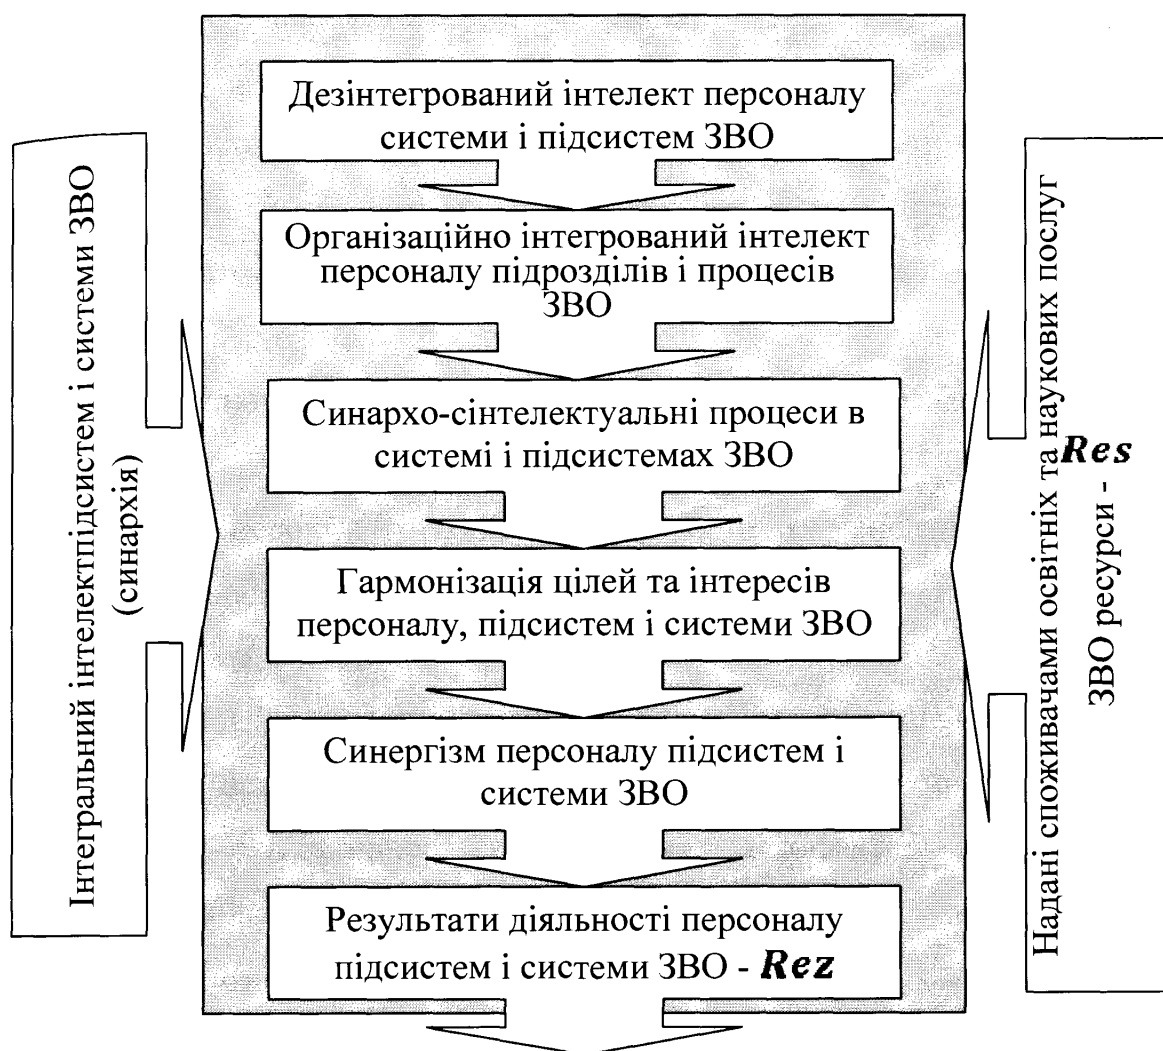 Інтегральний інтелектпідсистем і системи ЗВО
(синархія)
Дезінтегрований інтелект персоналу
системи і підсистем ЗВО
Організаційно інтегрований інтелект
персоналу підрозділів і процесів
ЗВО
Синархо-сінтелектуальні процеси в
системі і підсистемах ЗВО
Гармонізація цілей та інтересів
персоналу, підсистем і системи ЗВО
Синергізм персоналу підсистем і
системи ЗВО
Результати діяльності персоналу
підсистем і системи ЗВО - Rez
Надані споживачами освітніх та наукових послуг
ЗВО ресурси - Res